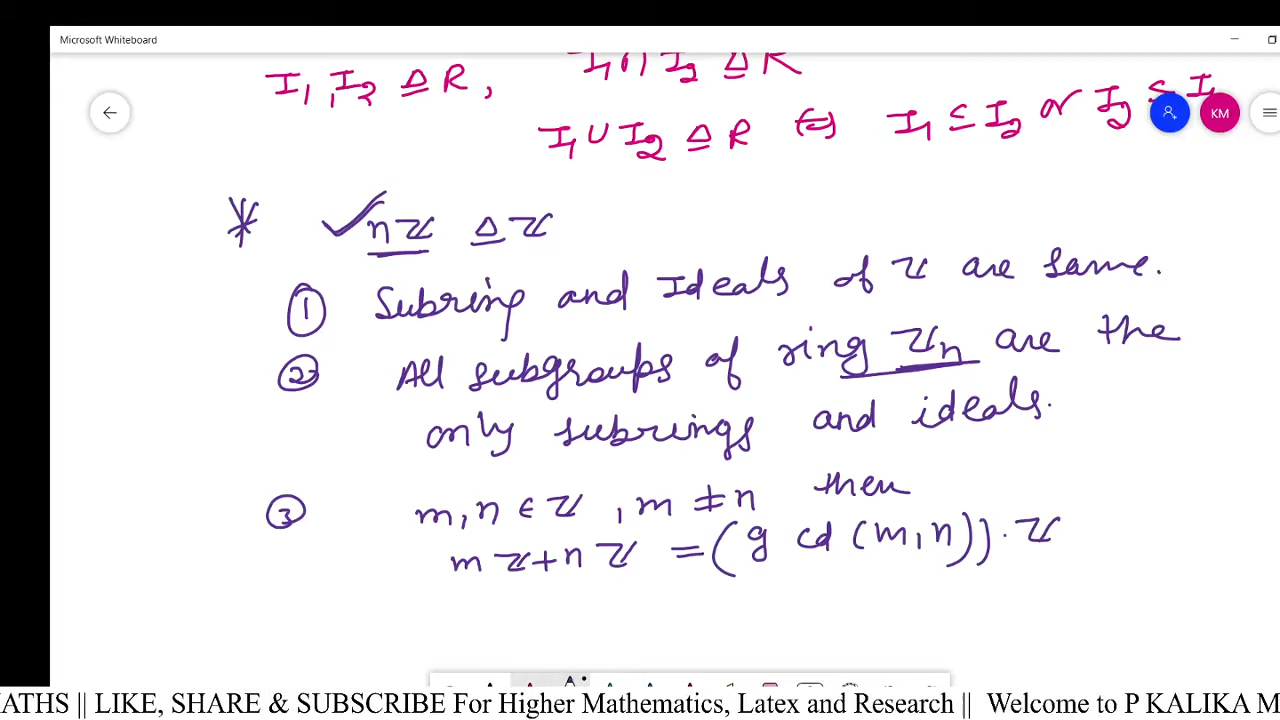 Microsoft Whiteboard
I₁, I₂ ⊴ R, I₁ ∩ I₂ ⊴ R
I₁ ∪ I₂ ⊴ R ⇔ I₁ ⊆ I₂ or I₂ ⊆ I₁
KM
* ✓ nℤ ⊴ ℤ
① Subring and Ideals of ℤ are same.
② All subgroups of ring ℤₙ are the
only subrings and ideals.
③ m, n ∈ ℤ, m ≠ n then
mℤ + nℤ = (gcd(m, n))·ℤ
ATHS || LIKE, SHARE & SUBSCRIBE For Higher Mathematics, Latex and Research || Welcome to P KALIKA M